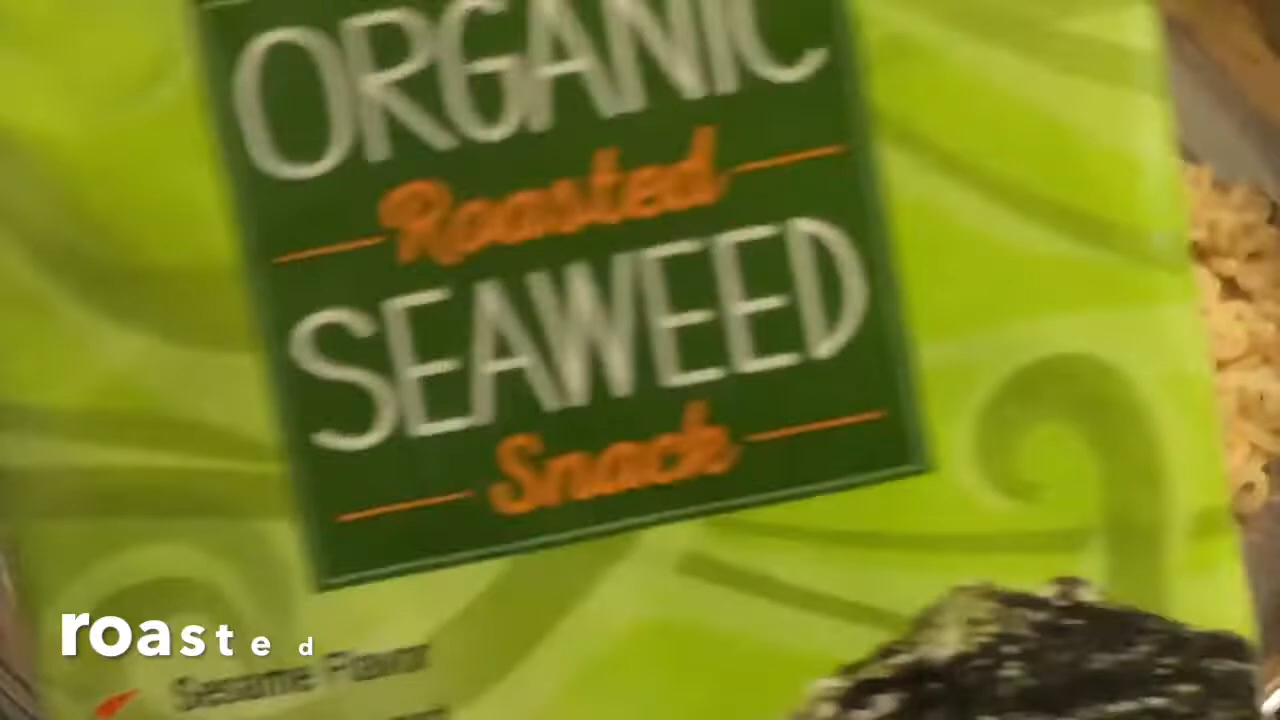 ORGANIC
Roasted
SEAWEED
Snack
roasted
Sesame Flavor